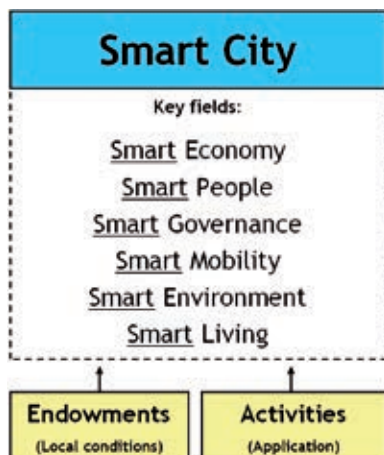 Smart City
Key fields:
Smart Economy
Smart People
Smart Governance
Smart Mobility
Smart Environment
Smart Living
Endowments
(Local conditions)
Activities
(Application)